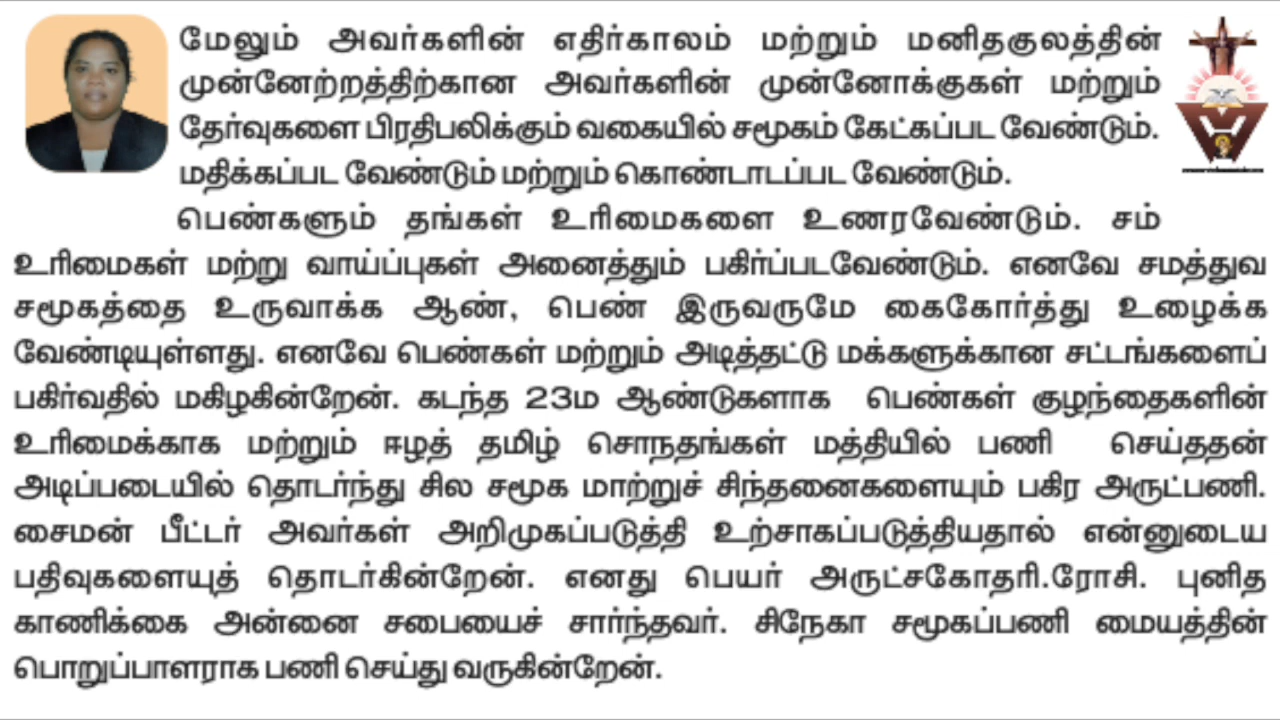 மேலும் அவர்களின் எதிர்காலம் மற்றும் மனிதகுலத்தின்
முன்னேற்றத்திற்கான அவர்களின் முன்னோக்குகள் மற்றும்
தேர்வுகளை பிரதிபலிக்கும் வகையில் சமூகம் கேட்கப்பட வேண்டும்.
மதிக்கப்பட வேண்டும் மற்றும் கொண்டாடப்பட வேண்டும்.
பெண்களும் தங்கள் உரிமைகளை உணரவேண்டும். சம்
உரிமைகள் மற்று வாய்ப்புகள் அனைத்தும் பகிர்ப்படவேண்டும். எனவே சமத்துவ
சமூகத்தை உருவாக்க ஆண், பெண் இருவருமே கைகோர்த்து உழைக்க
வேண்டியுள்ளது. எனவே பெண்கள் மற்றும் அடித்தட்டு மக்களுக்கான சட்டங்களைப்
பகிர்வதில் மகிழகின்றேன். கடந்த 23ம ஆண்டுகளாக பெண்கள் குழந்தைகளின்
உரிமைக்காக மற்றும் ஈழத் தமிழ் சொநதங்கள் மத்தியில் பணி செய்ததன்
அடிப்படையில் தொடர்ந்து சில சமூக மாற்றுச் சிந்தனைகளையும் பகிர அருட்பணி.
சைமன் பீட்டர் அவர்கள் அறிமுகப்படுத்தி உற்சாகப்படுத்தியதால் என்னுடைய
பதிவுகளையுத் தொடர்கின்றேன். எனது பெயர் அருட்சகோதரி.ரோசி. புனித
காணிக்கை அன்னை சபையைச் சார்ந்தவர். சிநேகா சமூகப்பணி மையத்தின்
பொறுப்பாளராக பணி செய்து வருகின்றேன்.